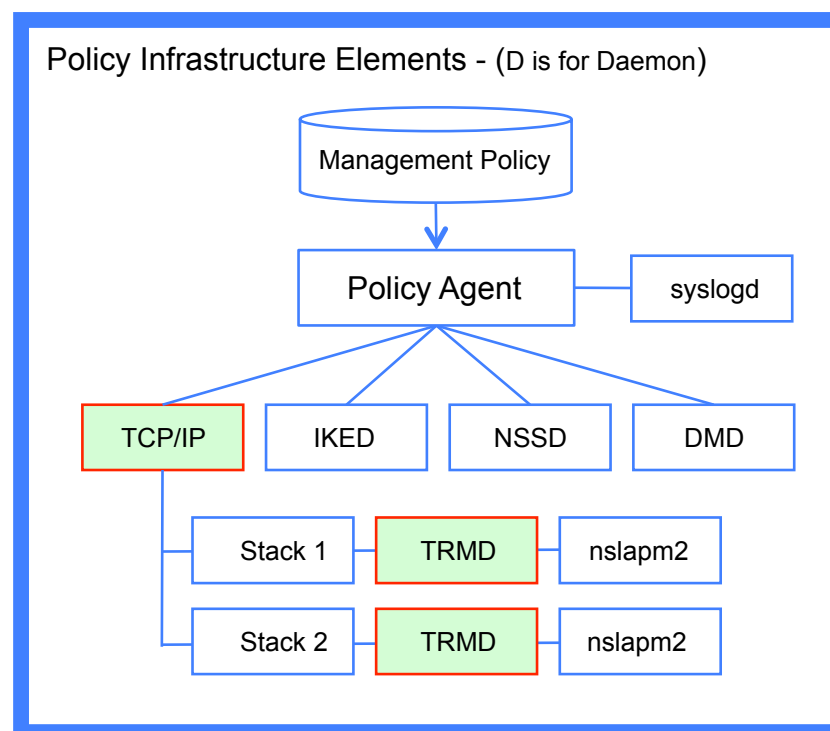 Policy Infrastructure Elements - (D is for Daemon)
Management Policy
Policy Agent
syslogd
TCP/IP
IKED
NSSD
DMD
Stack 1
TRMD
nslapm2
Stack 2
TRMD
nslapm2